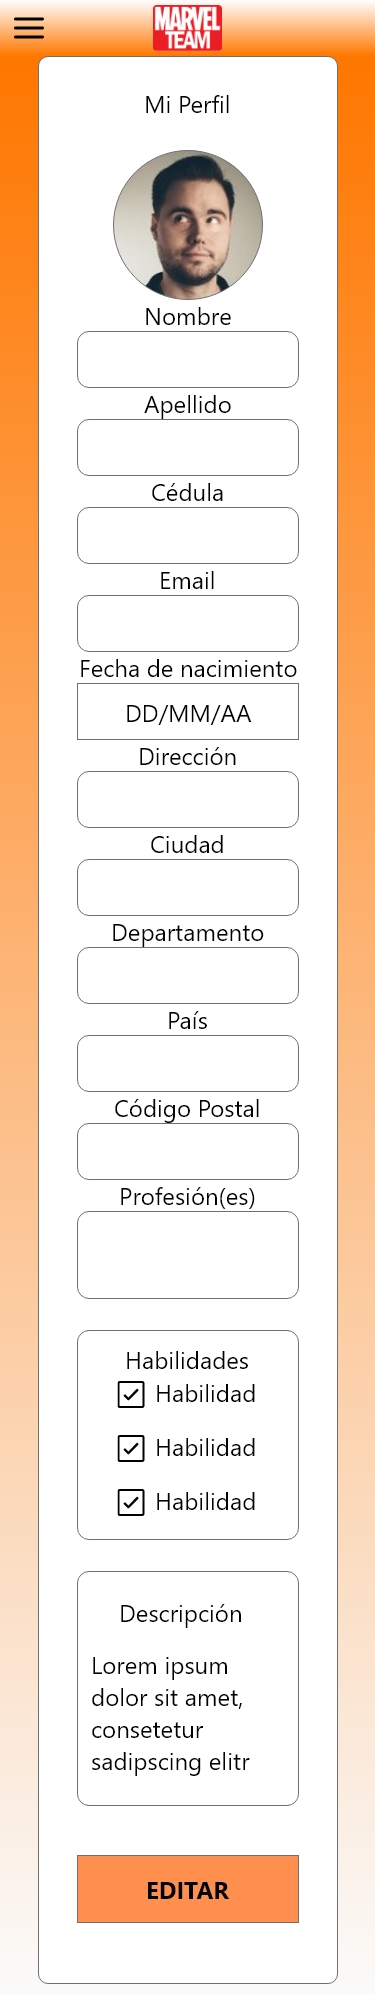 MARVEL
TEAM
Mi Perfil
Nombre
Apellido
Cédula
Email
Fecha de nacimiento
DD/MM/AA
Dirección
Ciudad
Departamento
País
Código Postal
Profesión(es)
Habilidades
Habilidad
Habilidad
Habilidad
Descripción
Lorem ipsum
dolor sit amet,
consetetur
sadipscing elitr
EDITAR